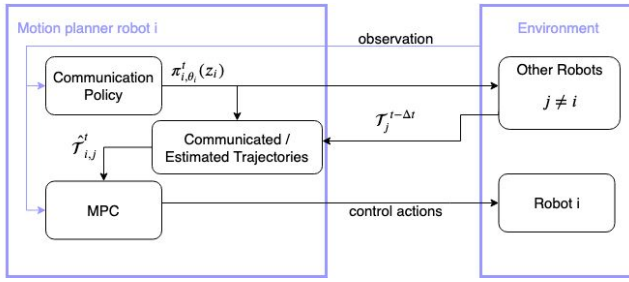 Motion planner robot i
Environment
observation
Communication
Policy
π^t_{i,θ_i}(z_i)
Other Robots
j ≠ i
𝒯_j^{t−Δt}
Communicated /
Estimated Trajectories
𝒯̂^t_{i,j}
MPC
control actions
Robot i